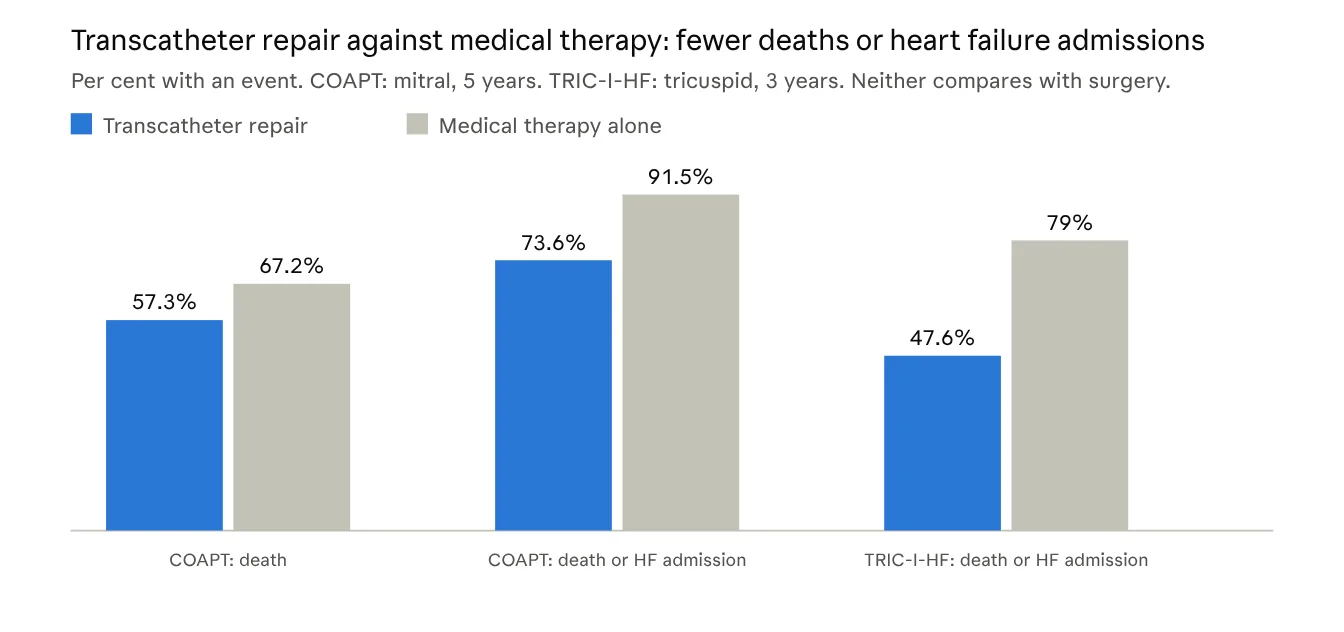 Transcatheter repair against medical therapy: fewer deaths or heart failure admissions
Per cent with an event. COAPT: mitral, 5 years. TRIC-I-HF: tricuspid, 3 years. Neither compares with surgery.
Transcatheter repair
Medical therapy alone
57.3%
67.2%
73.6%
91.5%
47.6%
79%
COAPT: death
COAPT: death or HF admission
TRIC-I-HF: death or HF admission